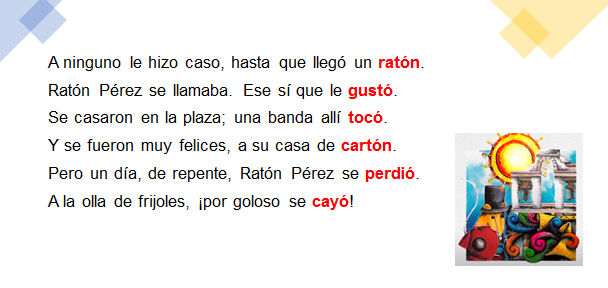 A ninguno le hizo caso, hasta que llegó un ratón.
Ratón Pérez se llamaba. Ese sí que le gustó.
Se casaron en la plaza; una banda allí tocó.
Y se fueron muy felices, a su casa de cartón.
Pero un día, de repente, Ratón Pérez se perdió.
A la olla de frijoles, ¡por goloso se cayó!